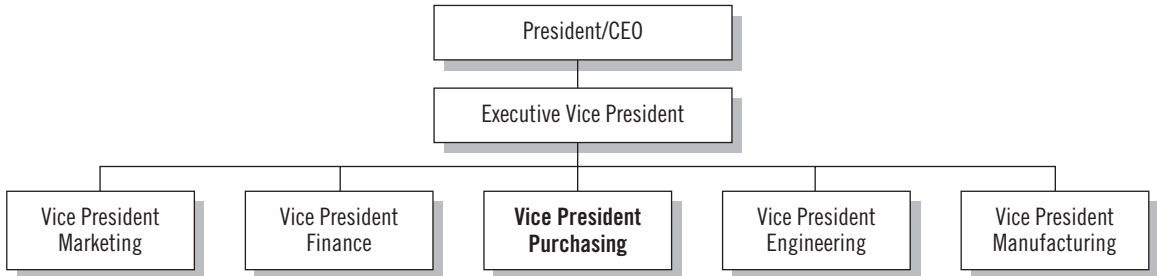 President/CEO
Executive Vice President
Vice President
Marketing
Vice President
Finance
Vice President
Purchasing
Vice President
Engineering
Vice President
Manufacturing